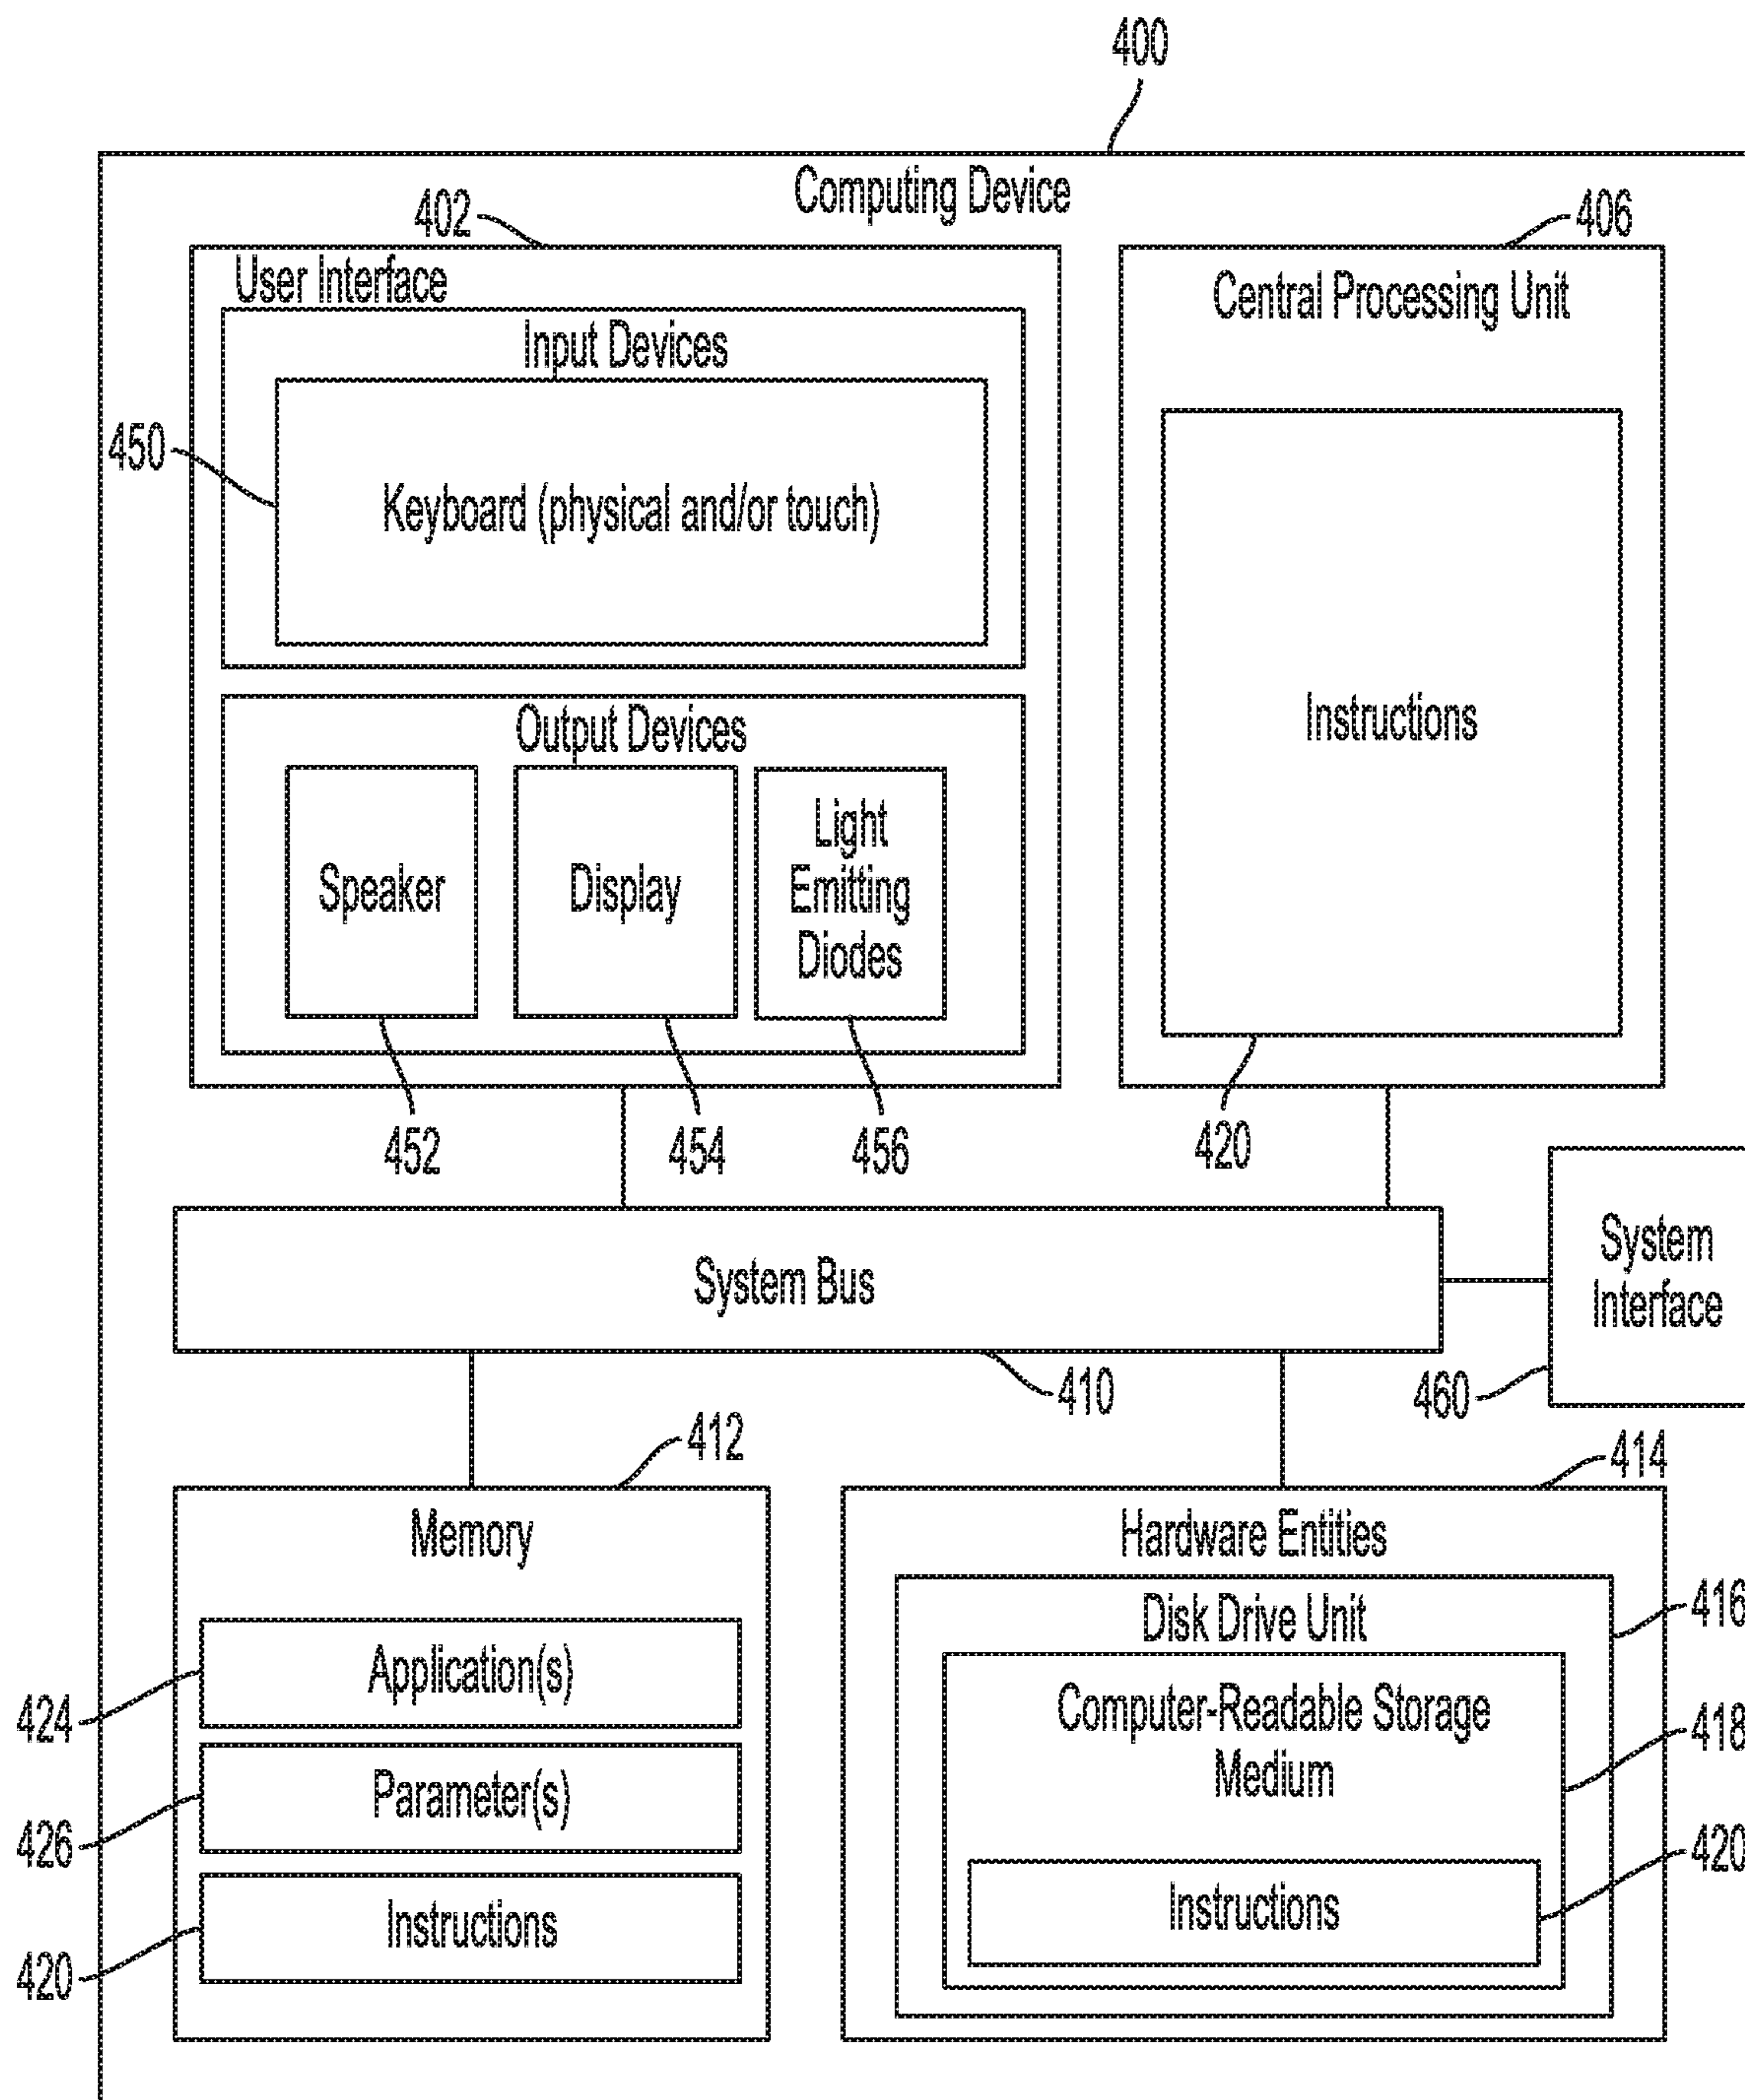 400
Computing Device
402
406
User Interface
Central Processing Unit
Input Devices
450
Keyboard (physical and/or touch)
Instructions
Output Devices
Speaker
Display
Light
Emitting
Diodes
452
454
456
420
System Bus
System
Interface
410
460
412
414
Memory
Hardware Entities
416
Disk Drive Unit
Application(s)
424
Computer-Readable Storage
Medium
418
Parameter(s)
426
420
Instructions
Instructions
420